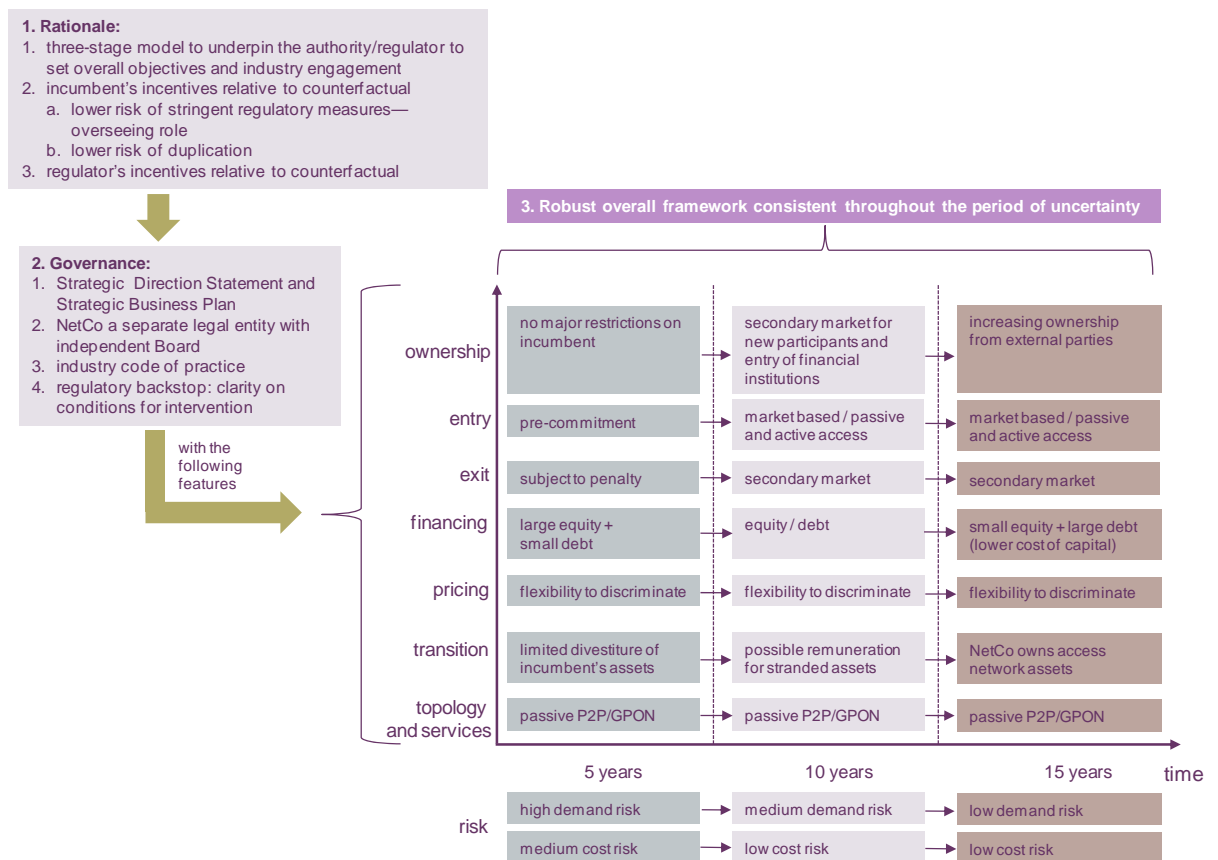 1. Rationale:
1. three-stage model to underpin the authority/regulator to
set overall objectives and industry engagement
2. incumbent's incentives relative to counterfactual
a. lower risk of stringent regulatory measures—
overseeing role
b. lower risk of duplication
3. regulator's incentives relative to counterfactual
3. Robust overall framework consistent throughout the period of uncertainty
2. Governance:
1. Strategic Direction Statement and
Strategic Business Plan
2. NetCo a separate legal entity with
independent Board
3. industry code of practice
4. regulatory backstop: clarity on
conditions for intervention
with the
following
features
ownership
no major restrictions on
incumbent
secondary market for
new participants and
entry of financial
institutions
increasing ownership
from external parties
entry
pre-commitment
market based / passive
and active access
market based / passive
and active access
exit
subject to penalty
secondary market
secondary market
financing
large equity +
small debt
equity / debt
small equity + large debt
(lower cost of capital)
pricing
flexibility to discriminate
flexibility to discriminate
flexibility to discriminate
transition
limited divestiture of
incumbent's assets
possible remuneration
for stranded assets
NetCo owns access
network assets
topology
and services
passive P2P/GPON
passive P2P/GPON
passive P2P/GPON
5 years
10 years
15 years
time
risk
high demand risk
medium demand risk
low demand risk
medium cost risk
low cost risk
low cost risk